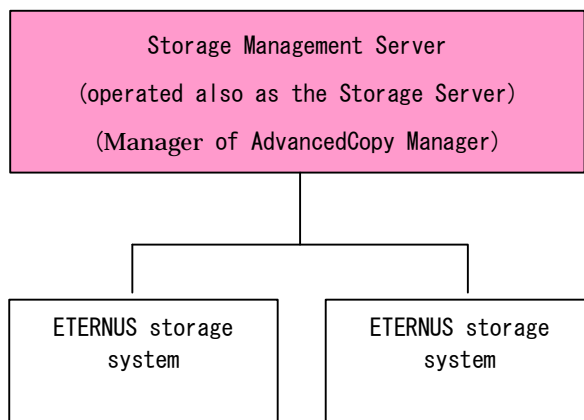 Storage Management Server
(operated also as the Storage Server)
(Manager of AdvancedCopy Manager)
ETERNUS storage
system
ETERNUS storage
system